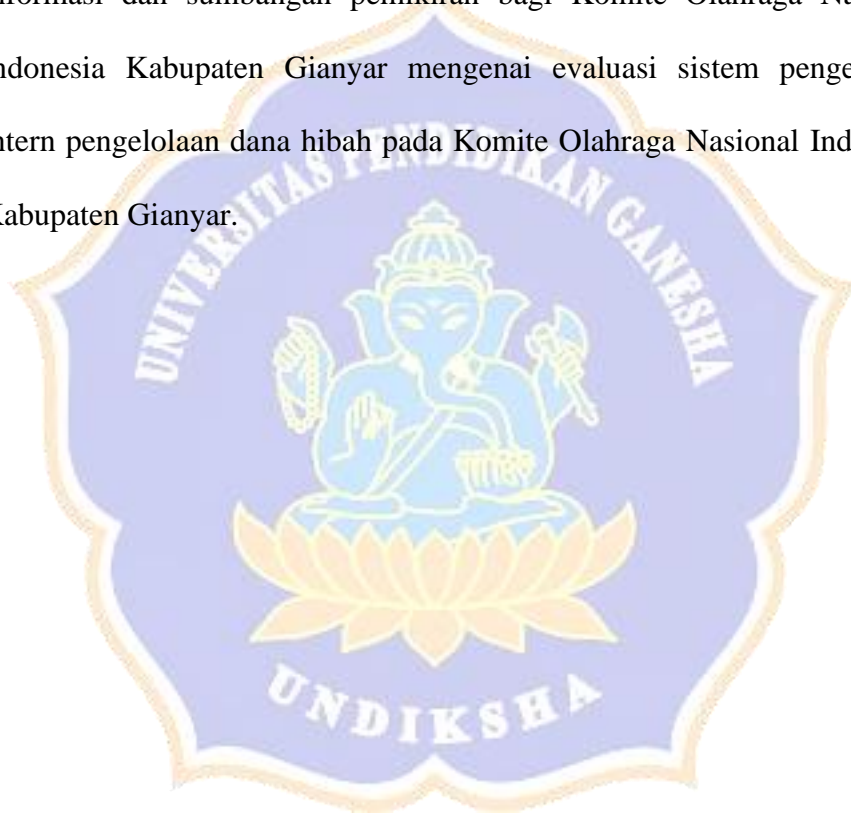 nformasi dan sumbangan pemikiran bagi Komite Olahraga Na
ndonesia Kabupaten Gianyar mengenai evaluasi sistem penge
ntern pengelolaan dana hibah pada Komite Olahraga Nasional Ind
Kabupaten Gianyar.
UNIVERSITAS PENDIDIKAN GANESHA
UNDIKSHA